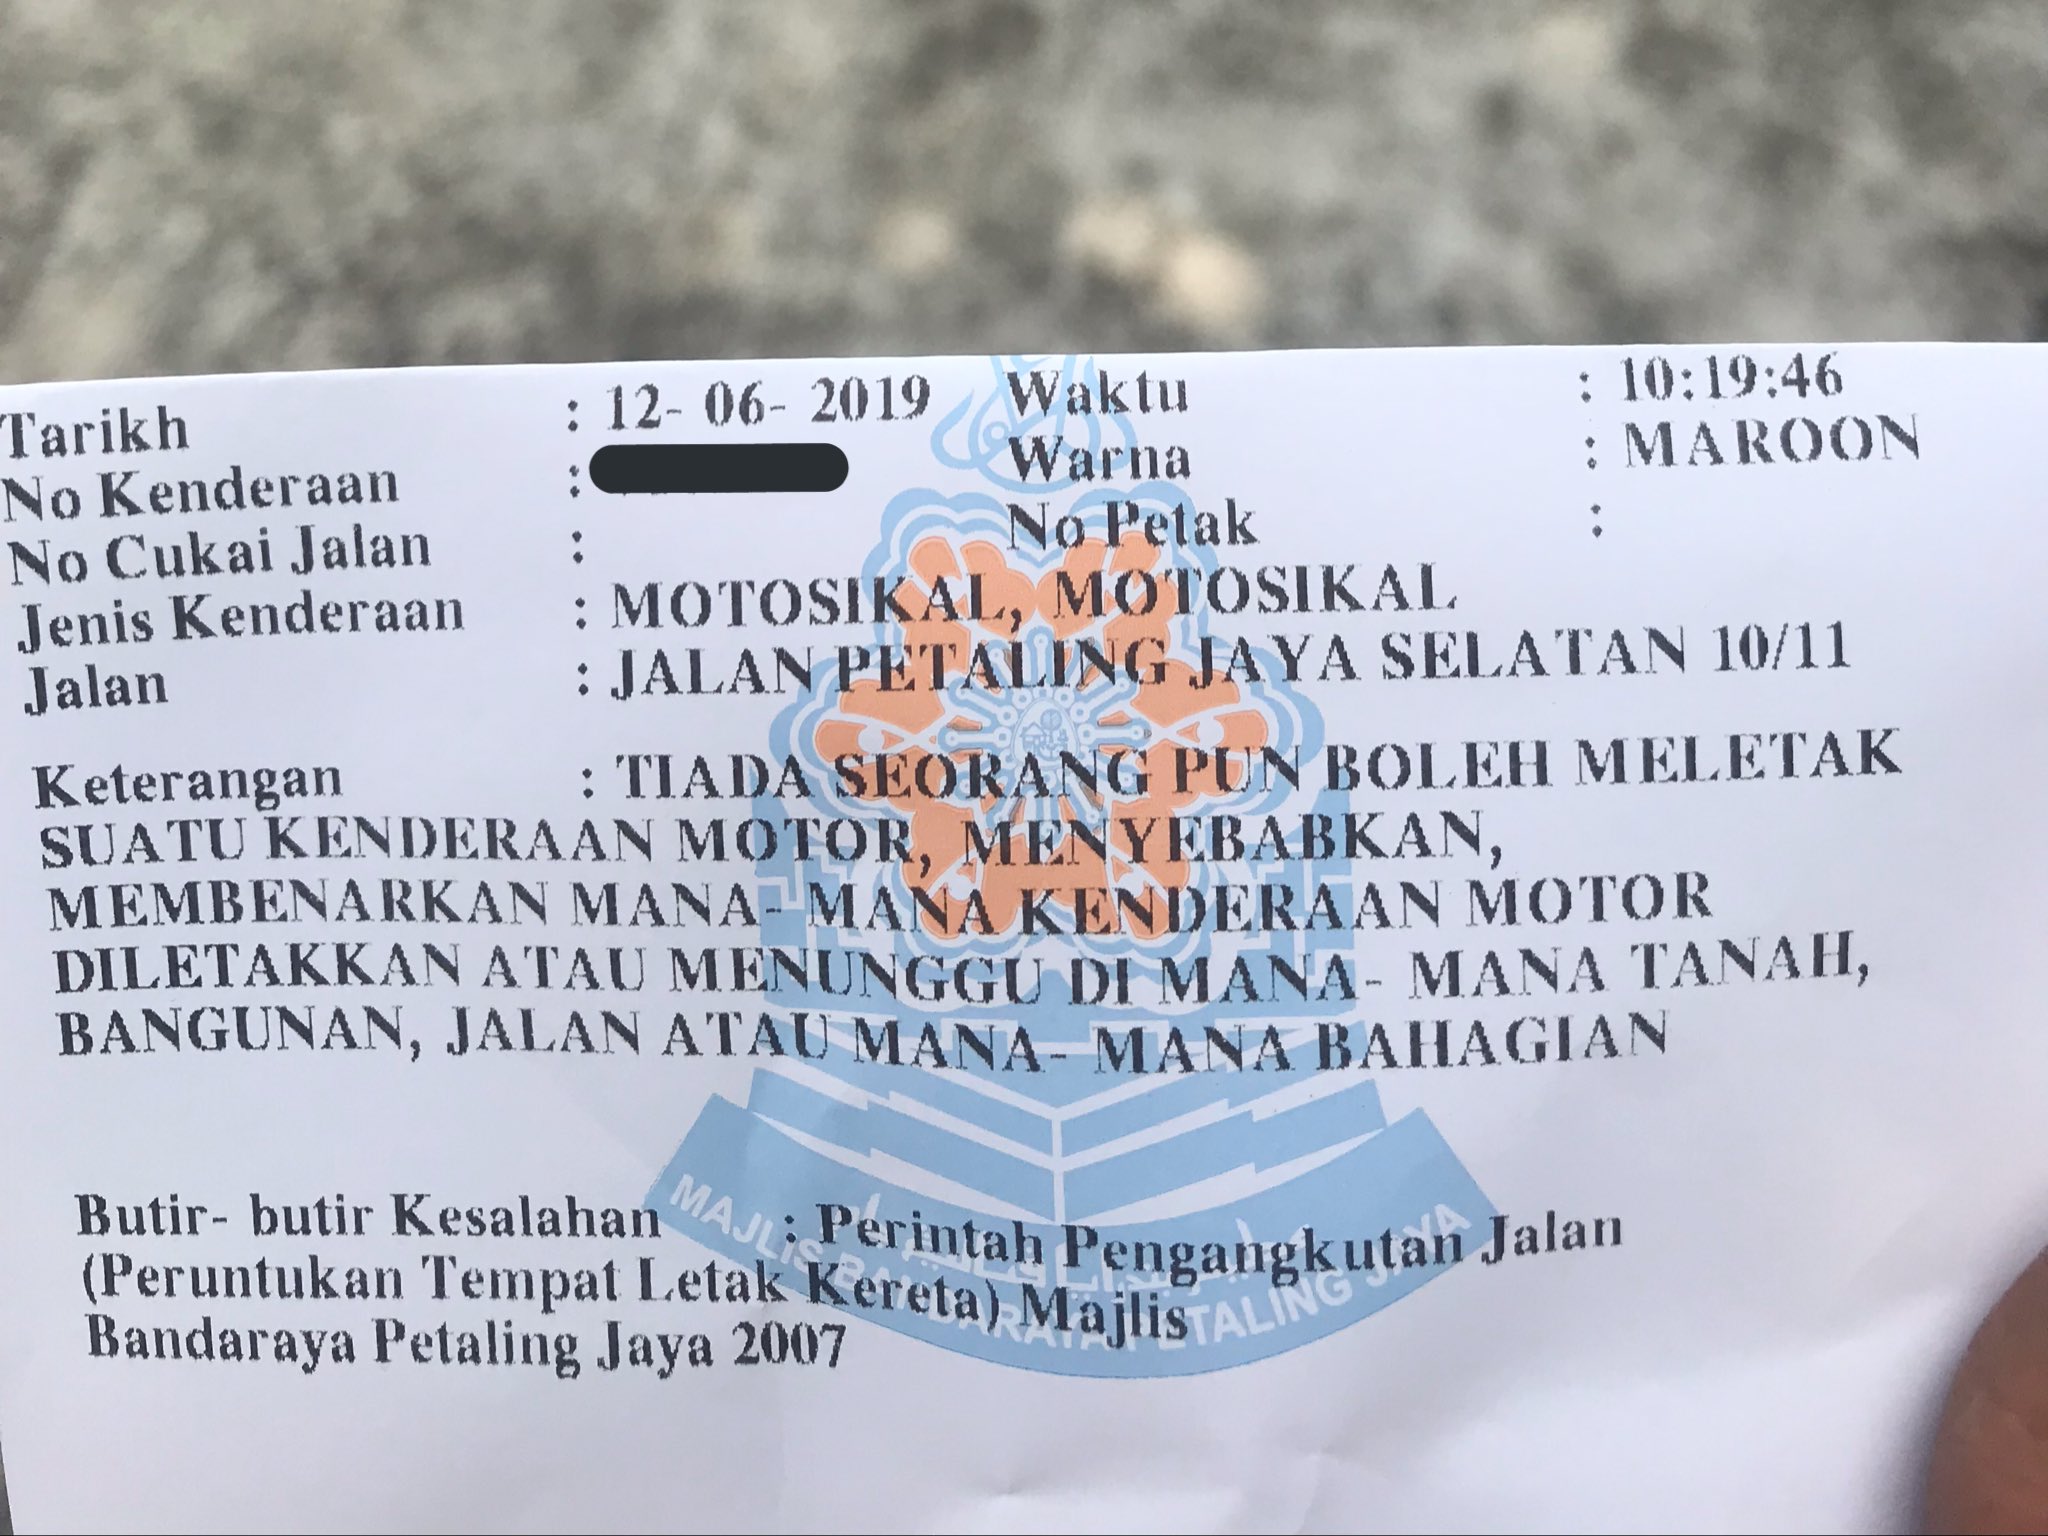 Tarikh : 12- 06- 2019 Waktu : 10:19:46
No Kenderaan : Warna : MAROON
No Cukai Jalan : No Petak :
Jenis Kenderaan : MOTOSIKAL, MOTOSIKAL
Jalan : JALAN PETALING JAYA SELATAN 10/11
Keterangan : TIADA SEORANG PUN BOLEH MELETAK
SUATU KENDERAAN MOTOR, MENYEBABKAN,
MEMBENARKAN MANA- MANA KENDERAAN MOTOR
DILETAKKAN ATAU MENUNGGU DI MANA- MANA TANAH,
BANGUNAN, JALAN ATAU MANA- MANA BAHAGIAN
Butir- butir Kesalahan : Perintah Pengangkutan Jalan
(Peruntukan Tempat Letak Kereta) Majlis
Bandaraya Petaling Jaya 2007
MAJLIS BANDARAYA PETALING JAYA